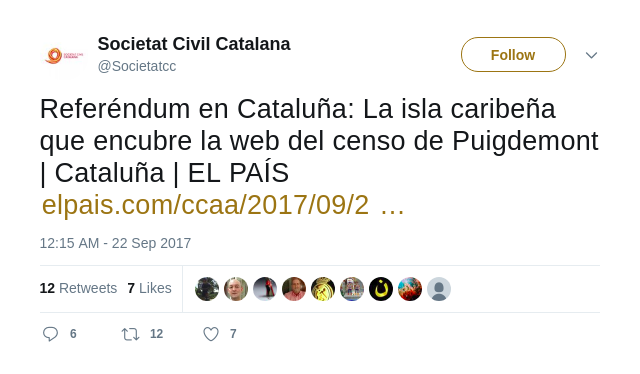 Societat Civil Catalana
@Societatcc
Follow
Referéndum en Cataluña: La isla caribeña
que encubre la web del censo de Puigdemont
| Cataluña | EL PAÍS
elpais.com/ccaa/2017/09/2 …
12:15 AM - 22 Sep 2017
12 Retweets 7 Likes
6 12 7